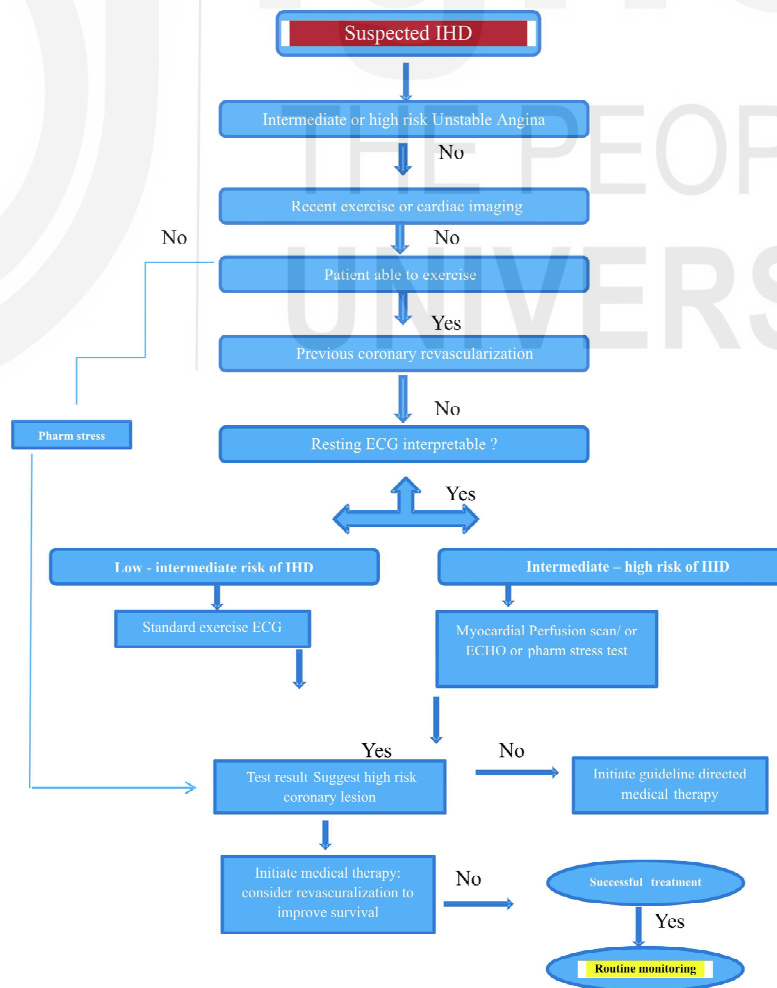 Suspected IHD
Intermediate or high risk Unstable Angina
No
THE PEOP
Recent exercise or cardiac imaging
No
No
UNIVERS
Patient able to exercise
Yes
Previous coronary revascularization
No
Pharm stress
Resting ECG interpretable ?
Yes
Low - intermediate risk of IHD
Intermediate – high risk of IIID
Standard exercise ECG
Myocardial Perfusion scan/ or
ECHO or pharm stress test
Yes
No
Test result Suggest high risk
coronary lesion
Initiate guideline directed
medical therapy
Initiate medical therapy:
consider revascuralization to
improve survival
No
Successful treatment
Yes
Routine monitoring